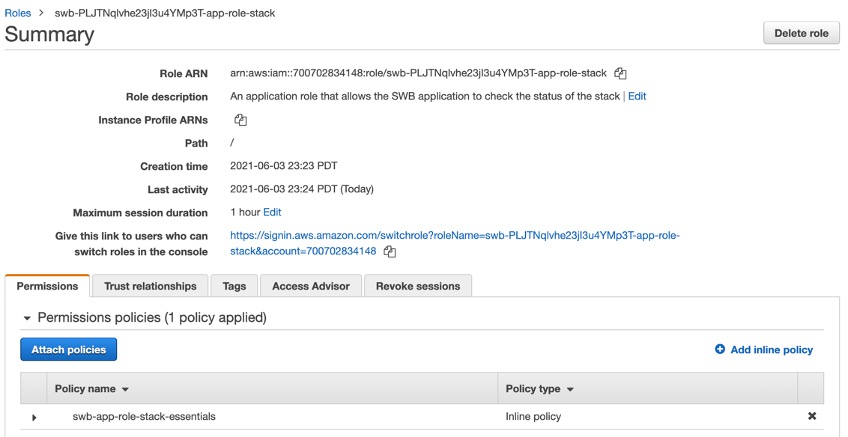 Roles > swb-PLJTNqlvhe23jl3u4YMp3T-app-role-stack
Summary
Delete role
Role ARN arn:aws:iam::700702834148:role/swb-PLJTNqlvhe23jl3u4YMp3T-app-role-stack
Role description An application role that allows the SWB application to check the status of the stack | Edit
Instance Profile ARNs
Path /
Creation time 2021-06-03 23:23 PDT
Last activity 2021-06-03 23:24 PDT (Today)
Maximum session duration 1 hour Edit
Give this link to users who can https://signin.aws.amazon.com/switchrole?roleName=swb-PLJTNqlvhe23jl3u4YMp3T-app-role-
switch roles in the console stack&account=700702834148
Permissions Trust relationships Tags Access Advisor Revoke sessions
Permissions policies (1 policy applied)
Attach policies Add inline policy
Policy name Policy type
swb-app-role-stack-essentials Inline policy